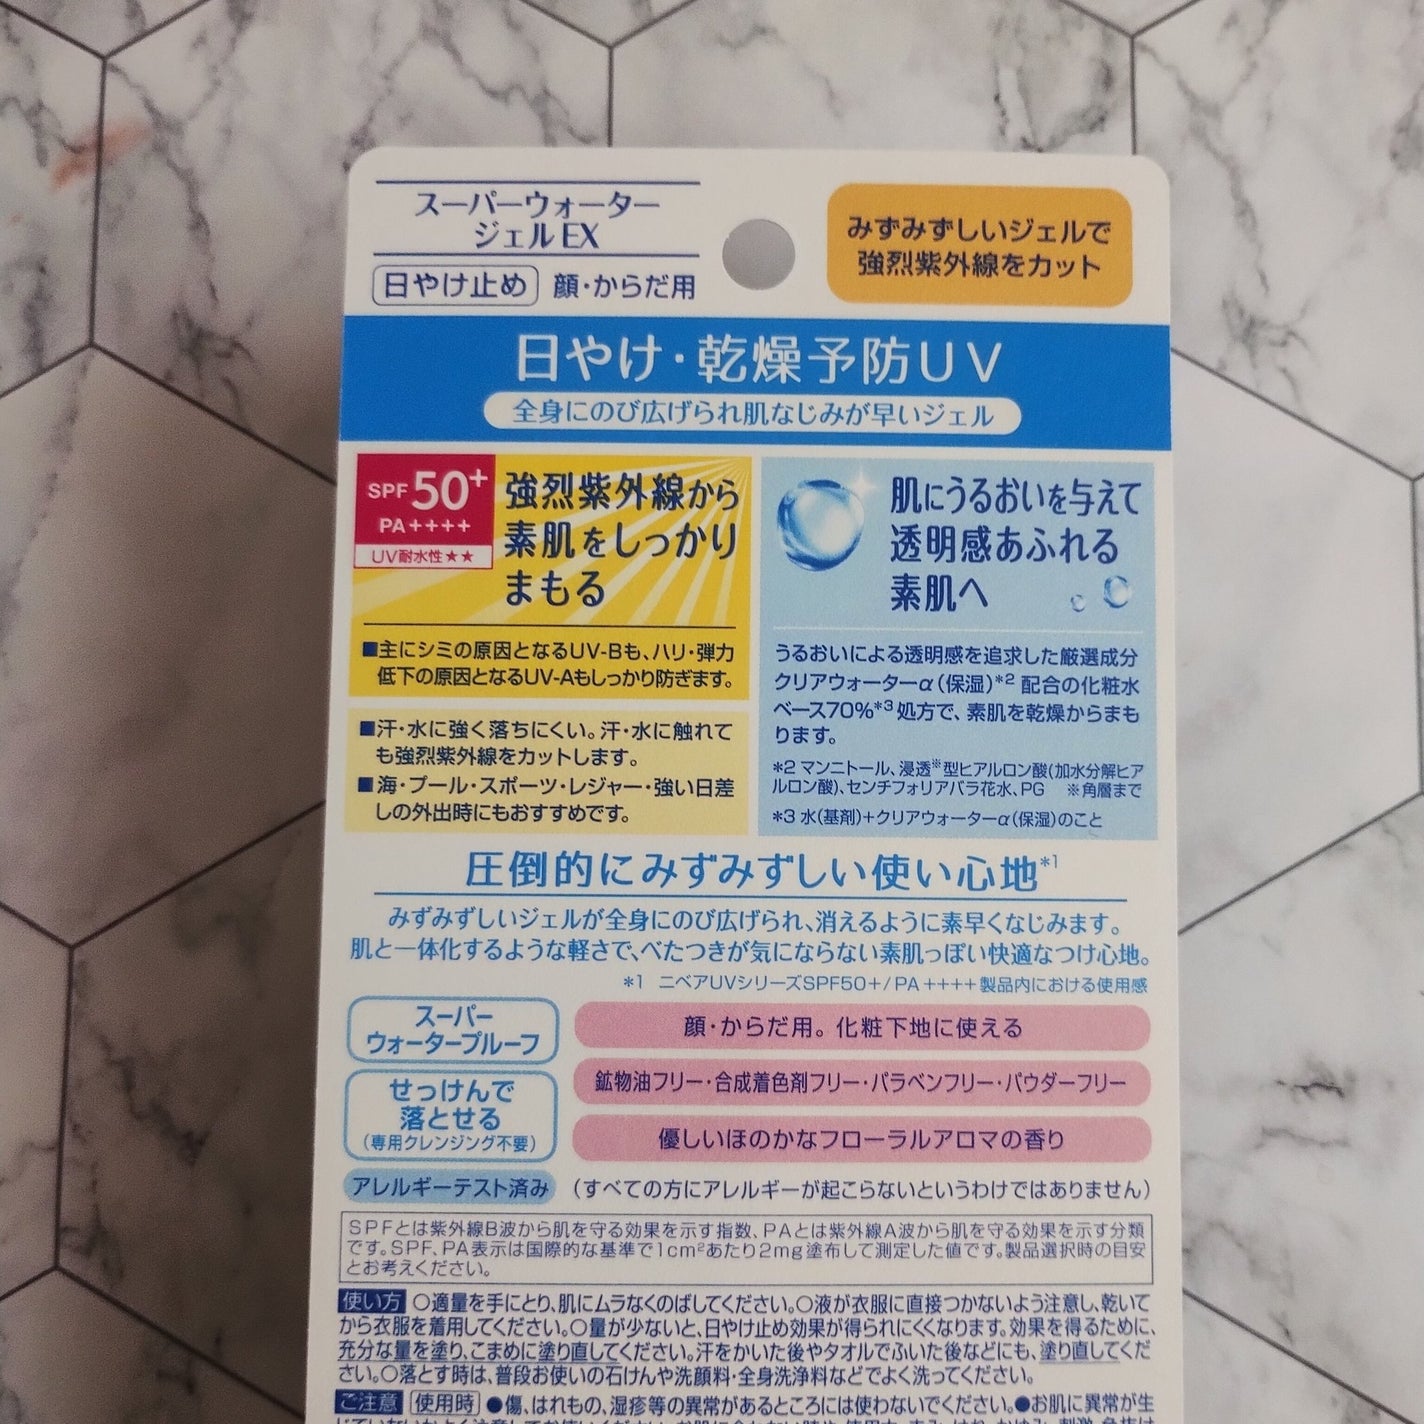 スーパーウォーター
ジェルEX
日やけ止め 顔・からだ用
みずみずしいジェルで
強烈紫外線をカット
日やけ・乾燥予防UV
全身にのび広げられ肌なじみが早いジェル
SPF50+
PA++++
UV耐水性★★
強烈紫外線から
素肌をしっかり
まもる
■主にシミの原因となるUV-Bも、ハリ・弾力
低下の原因となるUV-Aもしっかり防ぎます。
■汗・水に強く落ちにくい。汗・水に触れて
も強烈紫外線をカットします。
■海・プール・スポーツ・レジャー・強い日差
しの外出時にもおすすめです。
肌にうるおいを与えて
透明感あふれる
素肌へ
うるおいによる透明感を追求した厳選成分
クリアウォーターα(保湿)*2 配合の化粧水
ベース70%*3 処方で、素肌を乾燥からまも
ります。
*2 マンニトール、浸透※型ヒアルロン酸(加水分解ヒア
ルロン酸)、センチフォリアバラ花水、PG ※角層まで
*3 水(基剤)+クリアウォーターα(保湿)のこと
圧倒的にみずみずしい使い心地*1
みずみずしいジェルが全身にのび広げられ、消えるように素早くなじみます。
肌と一体化するような軽さで、べたつきが気にならない素肌っぽい快適なつけ心地。
*1 ニベアUVシリーズSPF50+/PA++++製品内における使用感
スーパー
ウォータープルーフ
せっけんで
落とせる
(専用クレンジング不要)
顔・からだ用。化粧下地に使える
鉱物油フリー・合成着色剤フリー・パラベンフリー・パウダーフリー
優しいほのかなフローラルアロマの香り
アレルギーテスト済み (すべての方にアレルギーが起こらないというわけではありません)
SPFとは紫外線B波から肌を守る効果を示す指数、PAとは紫外線A波から肌を守る効果を示す分類
です。SPF、PA表示は国際的な基準で1cm²あたり2mg塗布して測定した値です。製品選択時の目安
とお考えください。
使い方 ○適量を手にとり、肌にムラなくのばしてください。○液が衣服に直接つかないよう注意し、乾いて
から衣服を着用してください。○量が少ないと、日やけ止め効果が得られにくくなります。効果を得るために、
充分な量を塗り、こまめに塗り直してください。汗をかいた後やタオルでふいた後などにも、塗り直してくだ
さい。○落とす時は、普段お使いの石けんや洗顔料・全身洗浄料などでよく洗ってください。
ご注意 使用時 ●傷、はれもの、湿疹等の異常があるところには使わないでください。●お肌に異常が生